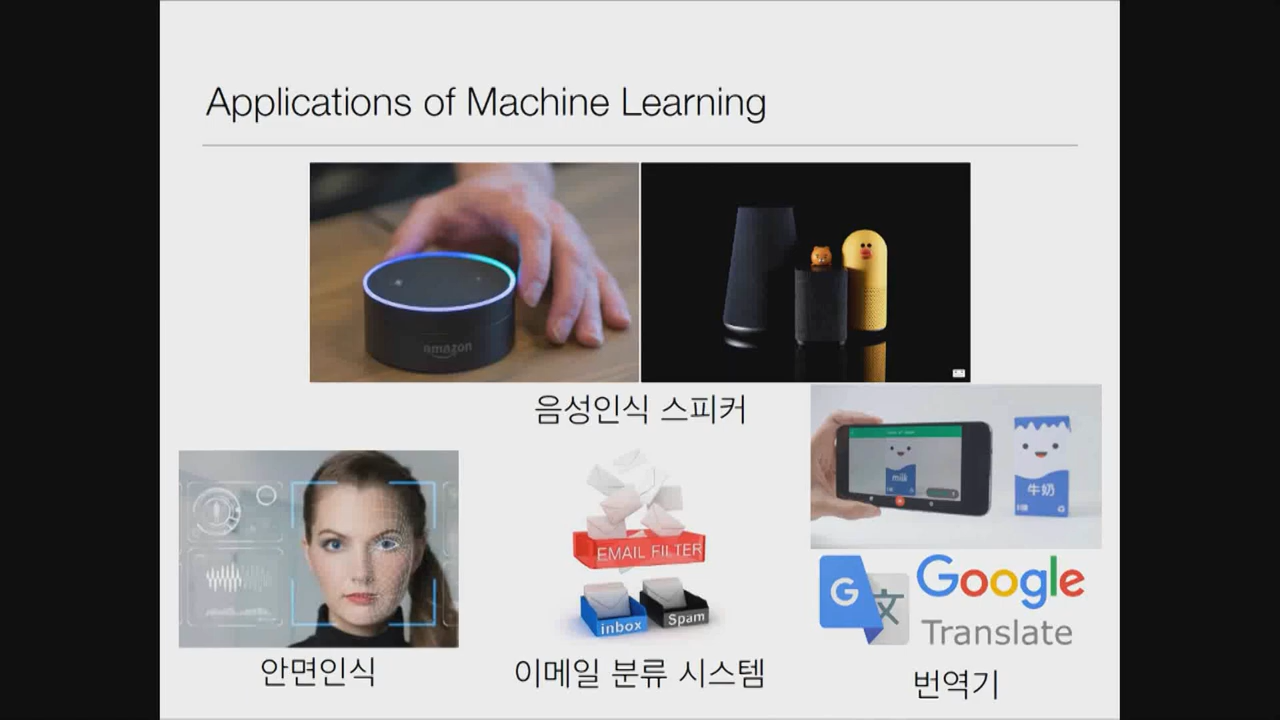 Applications of Machine Learning
amazon
음성인식 스피커
milk
牛奶
EMAIL FILTER
inbox
Spam
G
文
Google
Translate
안면인식
이메일 분류 시스템
번역기